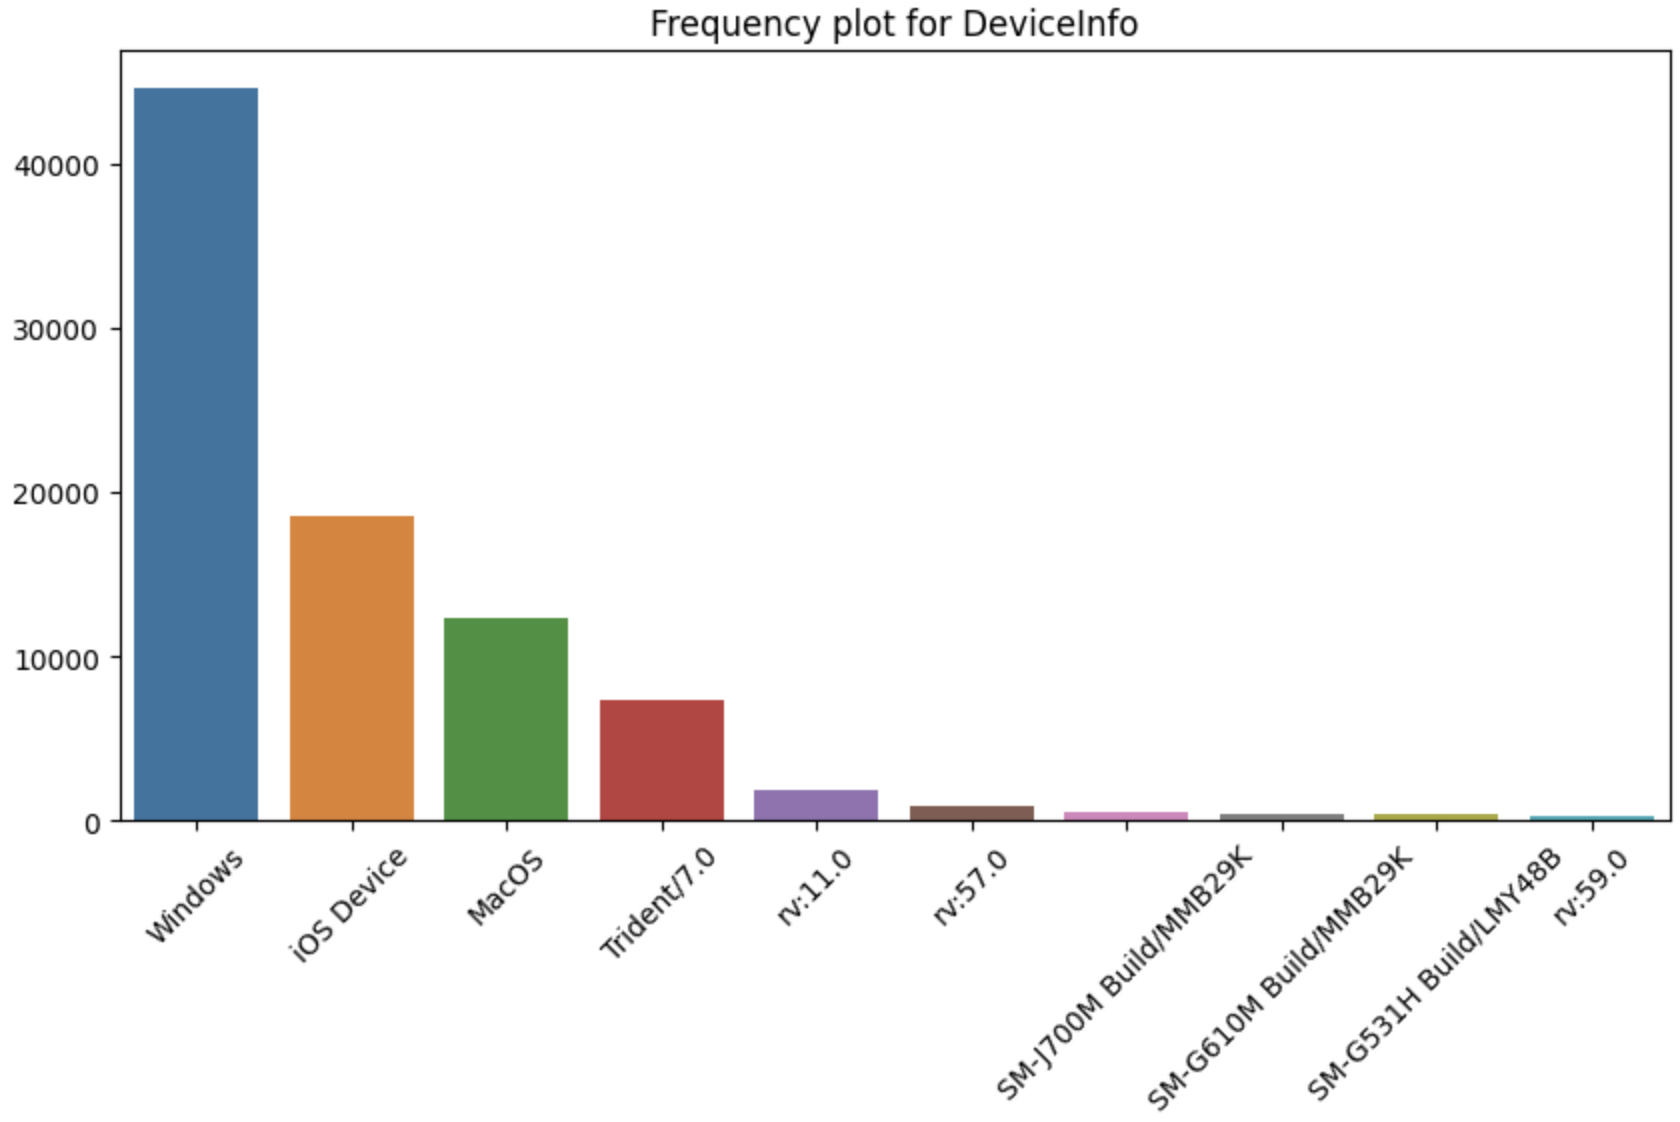 Frequency plot for DeviceInfo
40000
30000
20000
10000
0
Windows
iOS Device
MacOS
Trident/7.0
rv:11.0
rv:57.0
SM-J700M Build/MMB29K
SM-G610M Build/MMB29K
SM-G531H Build/LMY48B
rv:59.0